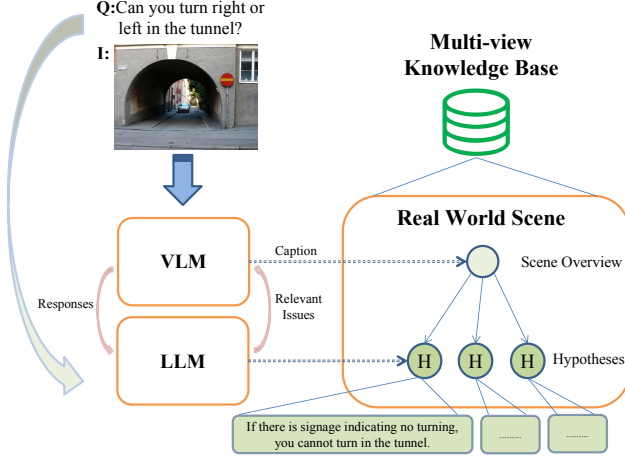 Q:Can you turn right or
left in the tunnel?
I:
Multi-view
Knowledge Base
Real World Scene
VLM
Caption
Scene Overview
Responses
Relevant
Issues
LLM
H
H
H
Hypotheses
If there is signage indicating no turning,
you cannot turn in the tunnel.
.........
.........